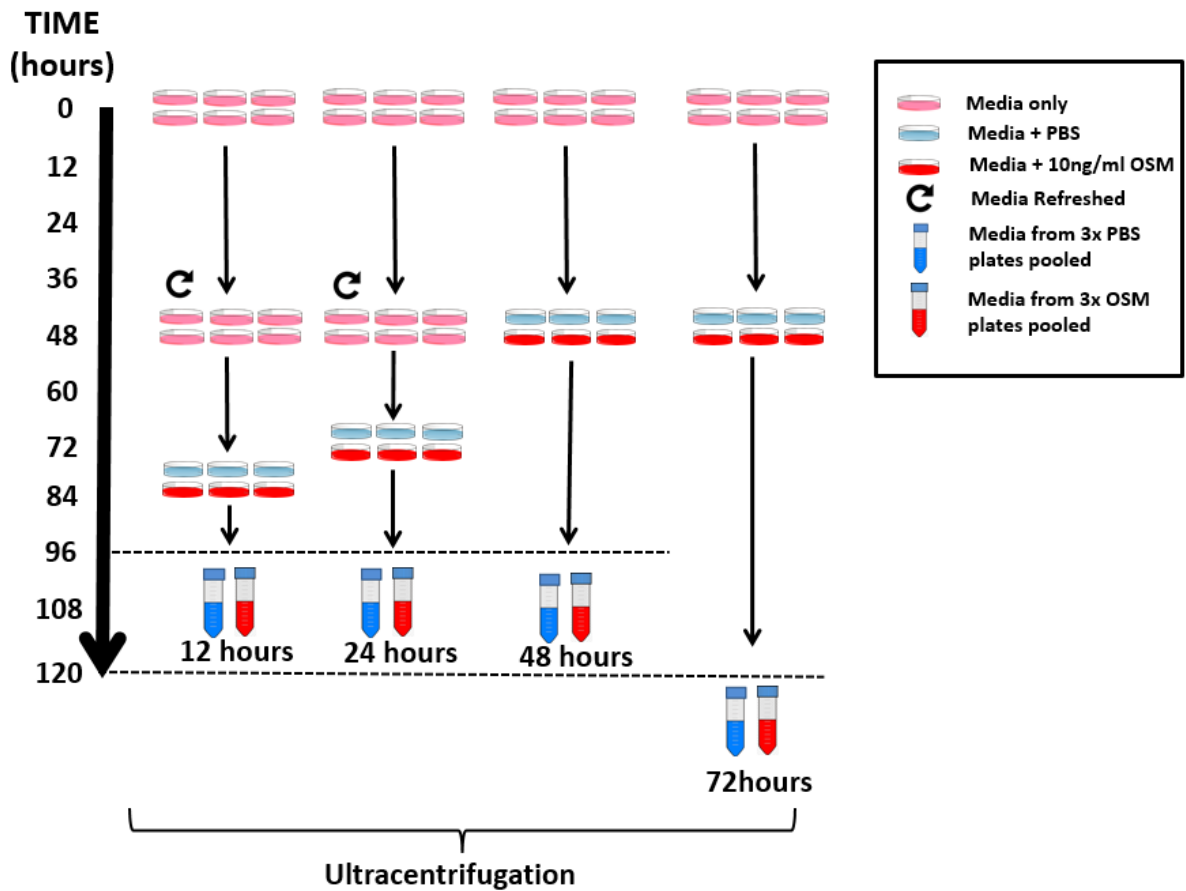 TIME
(hours)
0
12
24
36
48
60
72
84
96
108
120
12 hours
24 hours
48 hours
72hours
Ultracentrifugation
Media only
Media + PBS
Media + 10ng/ml OSM
Media Refreshed
Media from 3x PBS
plates pooled
Media from 3x OSM
plates pooled